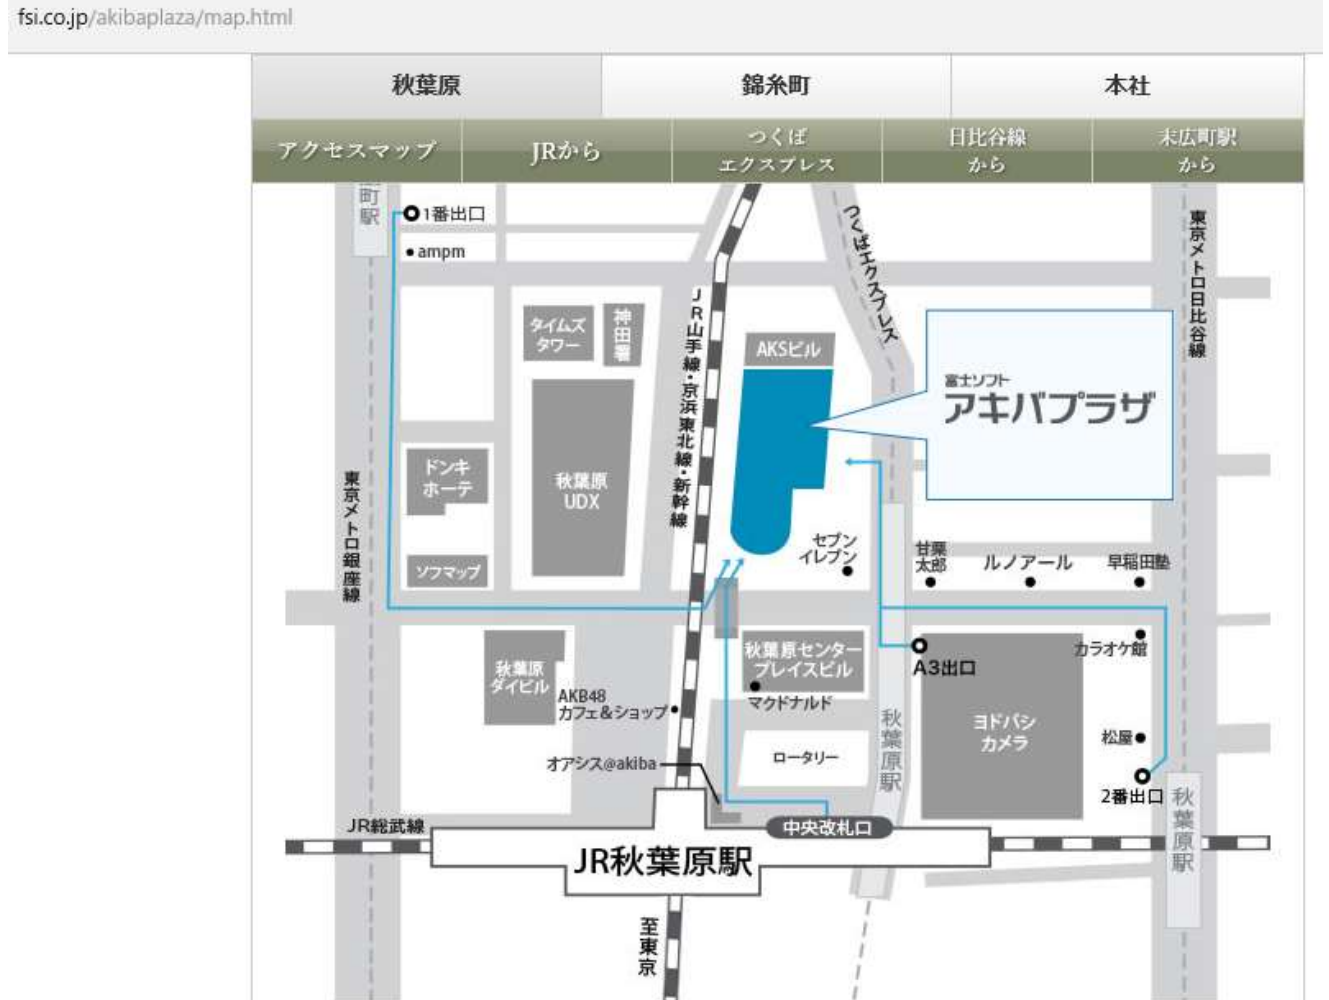 fsi.co.jp/akibaplaza/map.html
秋葉原
錦糸町
本社
アクセスマップ
JRから
つくば
エクスプレス
日比谷線
から
末広町駅
から
町駅
1番出口
ampm
つくばエクスプレス
東京メトロ日比谷線
JR山手線・京浜東北線・新幹線
タイムズ
タワー
神田署
AKSビル
富士ソフト
アキバプラザ
東京メトロ銀座線
ドンキ
ホーテ
秋葉原
UDX
ソフマップ
セブン
イレブン
甘栗
太郎
ルノアール
早稲田塾
秋葉原
ダイビル
秋葉原センター
プレイスビル
マクドナルド
A3出口
カラオケ館
AKB48
カフェ&ショップ
ヨドバシ
カメラ
秋葉原駅
松屋
オアシス@akiba
ロータリー
2番出口
秋葉原駅
JR総武線
中央改札口
JR秋葉原駅
至東京